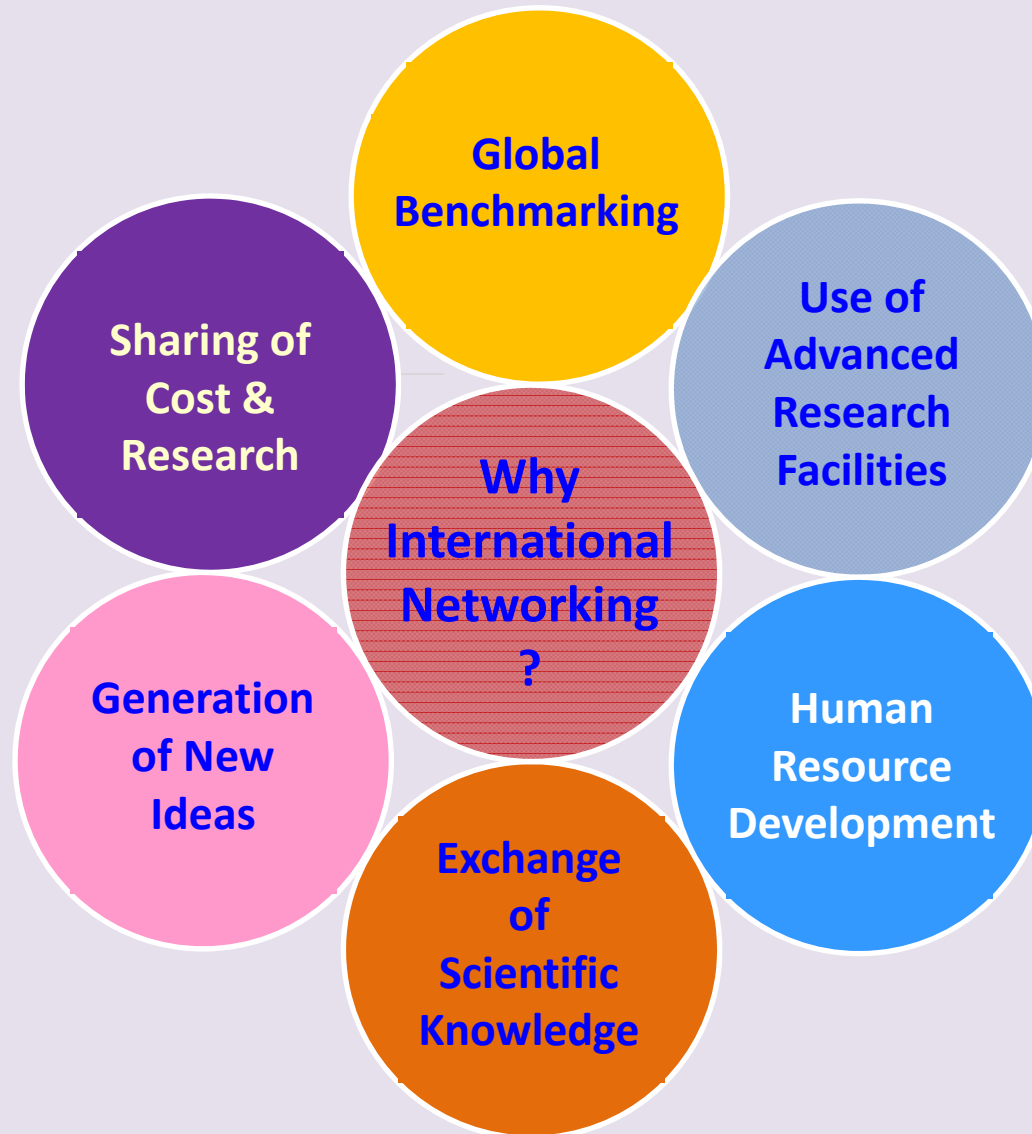 Global
Benchmarking
Sharing of
Cost &
Research
Use of
Advanced
Research
Facilities
Why
International
Networking
?
Generation
of New
Ideas
Human
Resource
Development
Exchange
of
Scientific
Knowledge